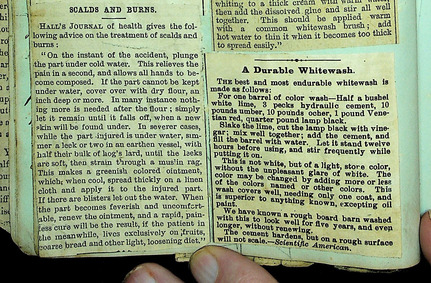 SCALDS AND BURNS.
HALL'S JOURNAL of health gives the fol-
lowing advice on the treatment of scalds and
burns:
"On the instant of the accident, plunge
the part under cold water. This relieves the
pain in a second, and allows all hands to be-
come composed. If the part cannot be kept
under water, cover over with dry flour, an
inch deep or more. In many instances noth-
ing more is needed after the flour; simply
let it remain until it falls off, when a new
skin will be found under. In severer cases,
while the part injured is under water, sim-
mer a leek or two in an earthen vessel, with
half their bulk of hog's lard, until the leeks
are soft, then strain through a muslin rag.
This makes a greenish colored ointment,
which, when cool, spread thickly on a linen
cloth and apply it to the injured part.
If there are blisters let out the water. When
the part becomes feverish and uncomfort-
able, renew the ointment, and a rapid, pain-
less cure will be the result, if the patient in
the meanwhile, lives exclusively on fruits,
coarse bread and other light, loosening diet."
whiting to a thick cream with warm water,
then add the dissolved glue and stir all well
together. This should be applied warm
with a common whitewash brush; add
hot water to thin it when it becomes too thick
to spread easily."
A Durable Whitewash.
THE best and most enduring whitewash is
made as follows:
For one barrel of color wash—Half a bushel
white lime, 3 pecks hydraulic cement, 10
pounds umber, 10 pounds ocher, 1 pound Vene-
tian red, quarter pound lamp black.
Slake the lime, cut the lamp black with vine-
gar; mix well together; add the cement, and
fill the barrel with water. Let it stand twelve
hours before using, and stir frequently while
putting it on.
This is not white, but of a light, stone color,
without the unpleasant glare of white. The
color may be changed by adding more or less
of the colors named or other colors. This
wash covers well, needing only one coat, and
is superior to anything known, excepting oil
paint.
We have known a rough board barn washed
with this to look well for five years, and even
longer, without renewing.
The cement hardens, but on a rough surface
will not scale.—Scientific American.